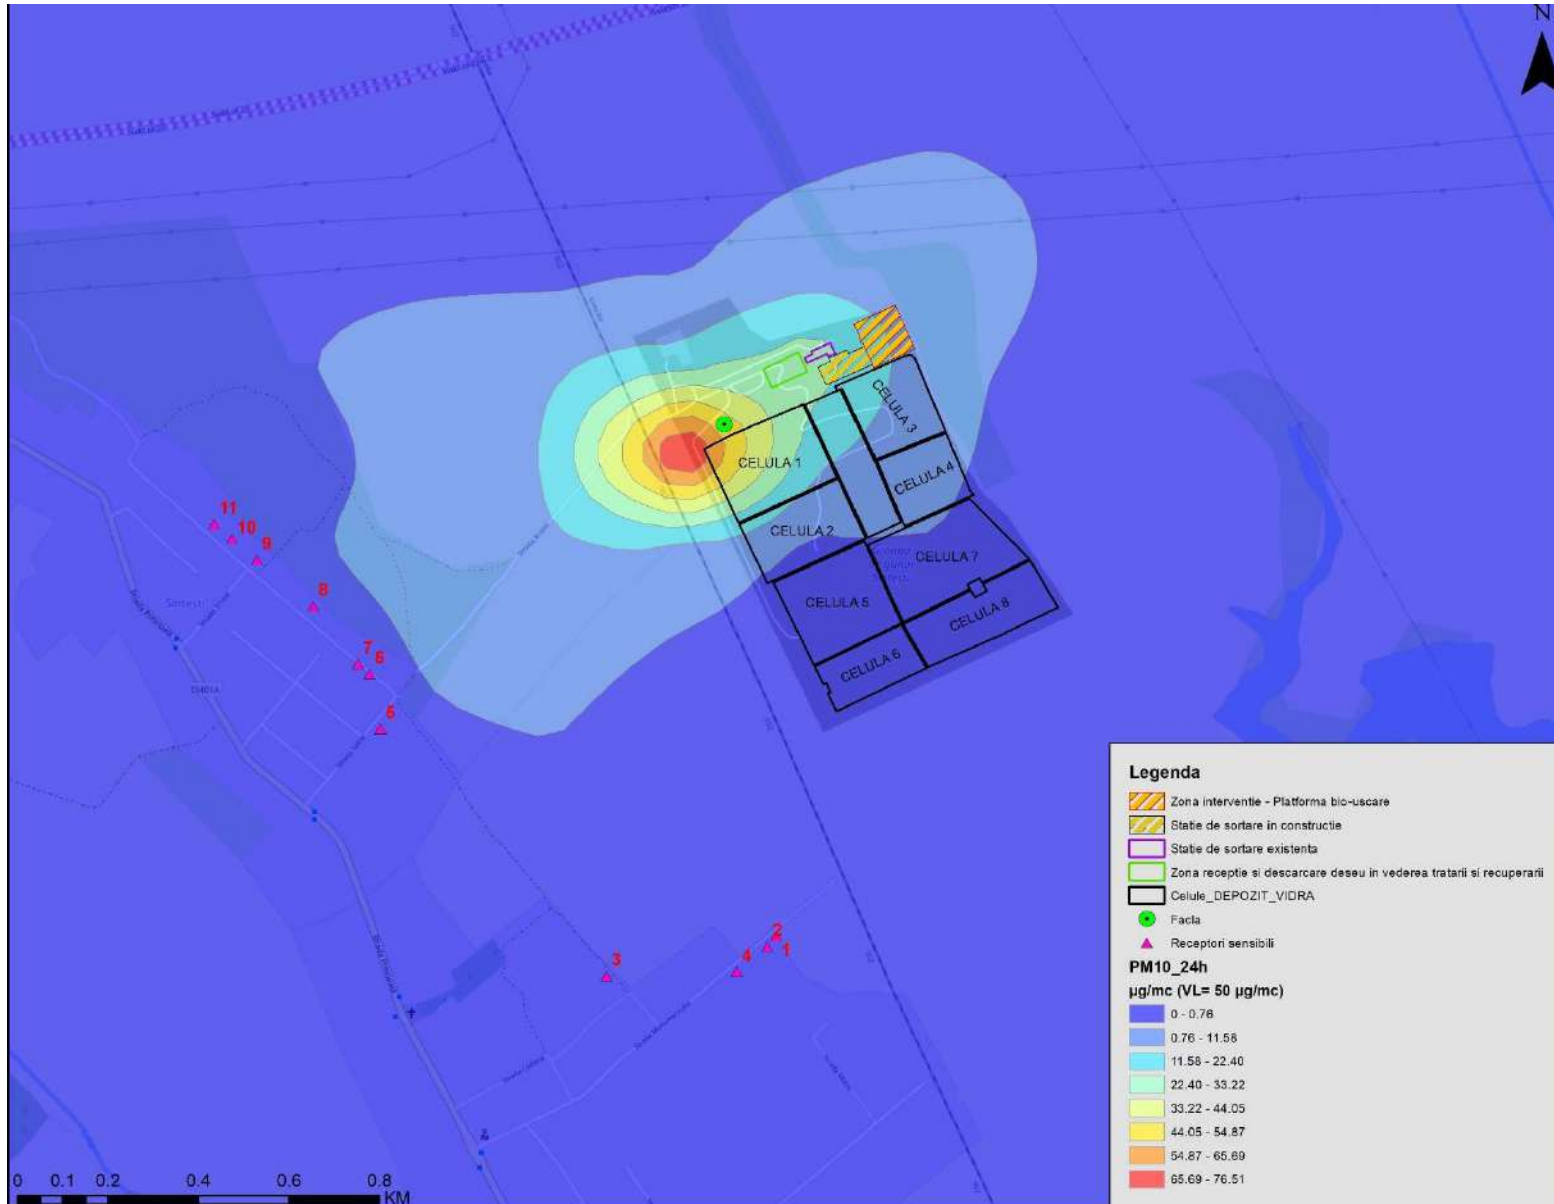 N
CELULA 3
CELULA 1
CELULA 4
CELULA 2
CELULA 7
CELULA 5
CELULA 8
CELULA 6
11
10
9
8
7
6
5
Sintești
DJ401A
2
1
4
3
Legenda
Zona interventie - Platforma bio-uscare
Statie de sortare in constructie
Statie de sortare existenta
Zona receptie si descarcare deseu in vederea tratarii si recuperarii
Celule_DEPOZIT_VIDRA
Facla
Receptori sensibili
PM10_24h
µg/mc (VL= 50 µg/mc)
0 - 0.76
0.76 - 11.58
11.58 - 22.40
22.40 - 33.22
33.22 - 44.05
44.05 - 54.87
54.87 - 65.69
65.69 - 76.51
0 0.1 0.2 0.4 0.6 0.8
KM